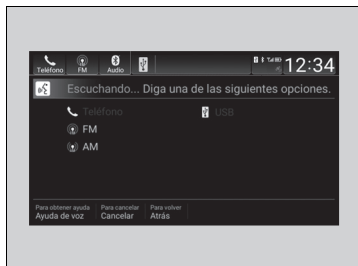 Teléfono FM Audio 12:34
Escuchando... Diga una de las siguientes opciones.
Teléfono USB
FM
AM
Para obtener ayuda Para cancelar Para volver
Ayuda de voz Cancelar Atrás